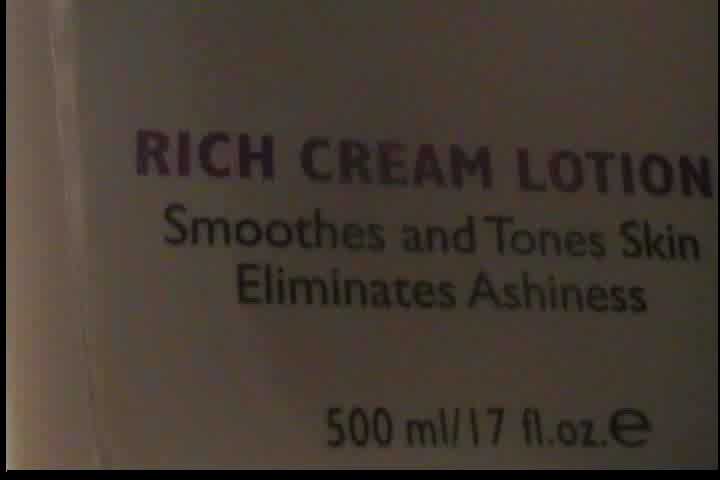 RICH CREAM LOTION
Smoothes and Tones Skin
Eliminates Ashiness
500 ml/17 fl.oz.e